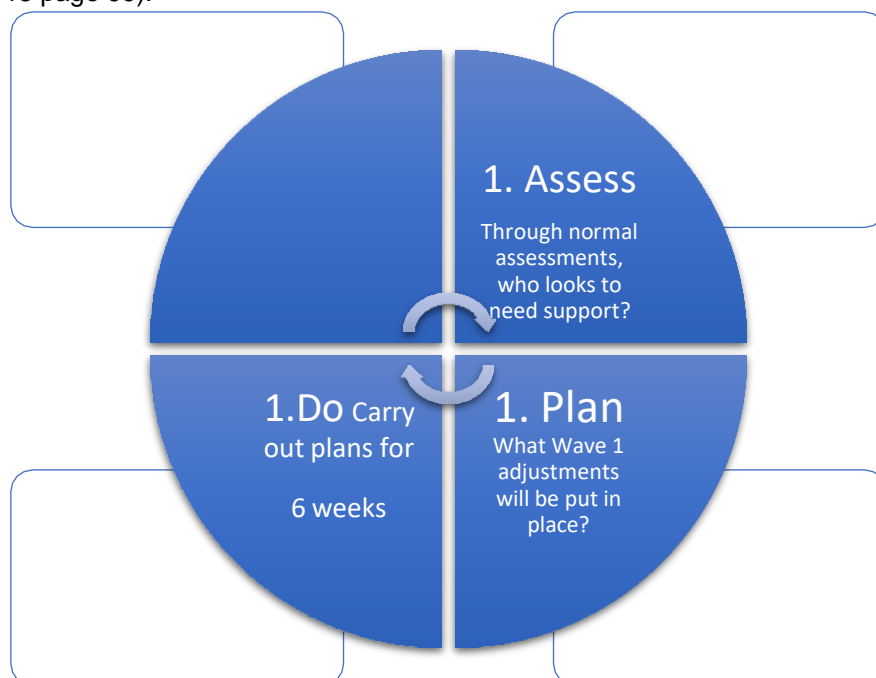 page
1. Assess
Through normal
assessments,
who looks to
need support?
1. Plan
What Wave 1
adjustments
will be put in
place?
1.Do Carry
out plans for
6 weeks